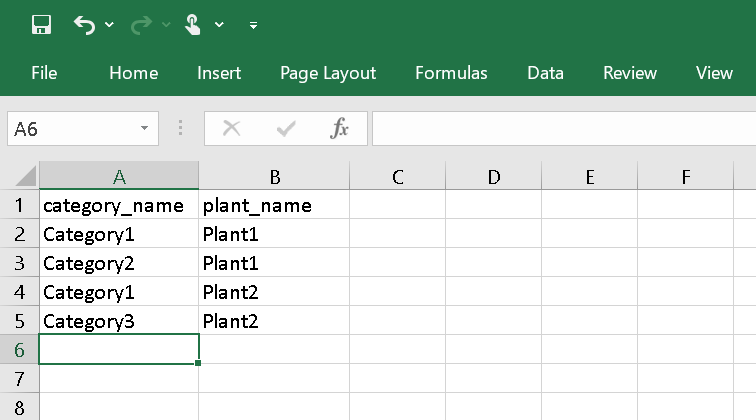 File Home Insert Page Layout Formulas Data Review View
A6 fx
A B C D E F
1 category_name plant_name
2 Category1 Plant1
3 Category2 Plant1
4 Category1 Plant2
5 Category3 Plant2
6
7
8